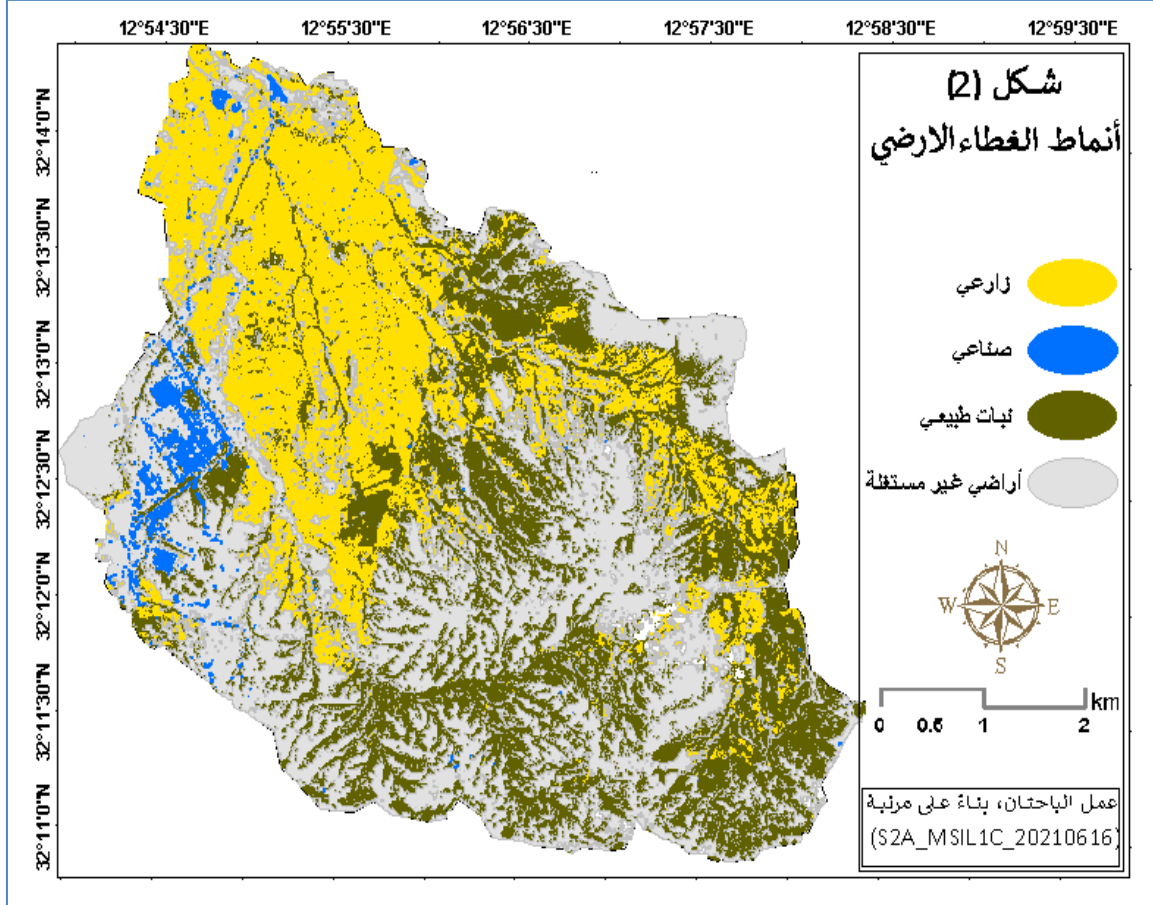 12°54'30"E 12°55'30"E 12°56'30"E 12°57'30"E 12°58'30"E 12°59'30"E
32°14'0"N
32°13'30"N
32°13'0"N
32°12'30"N
32°12'0"N
32°11'30"N
32°11'0"N
شكل (2)
أنماط الغطاء الارضي
زارعي
صناعي
نبات طبيعي
أراضي غير مستغلة
N
W E
S
km
0 0.5 1 2
عمل الباحثان، بناءً على مرئية
(S2A_MSIL1C_20210616)